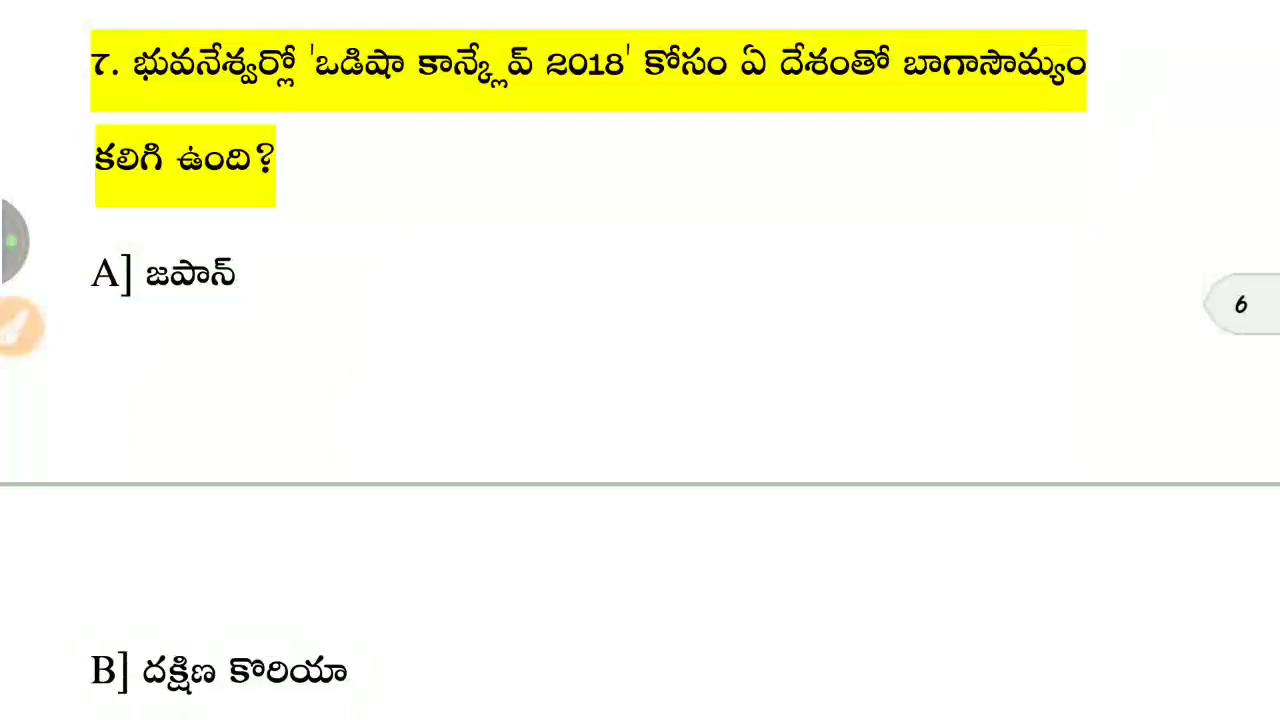 7. భువనేశ్వర్లో 'ఒడిషా కాన్క్లేవ్ 2018' కోసం ఏ దేశంతో బాగాసౌమ్యం
కలిగి ఉంది?
A] జపాన్
6
B] దక్షిణ కొరియా